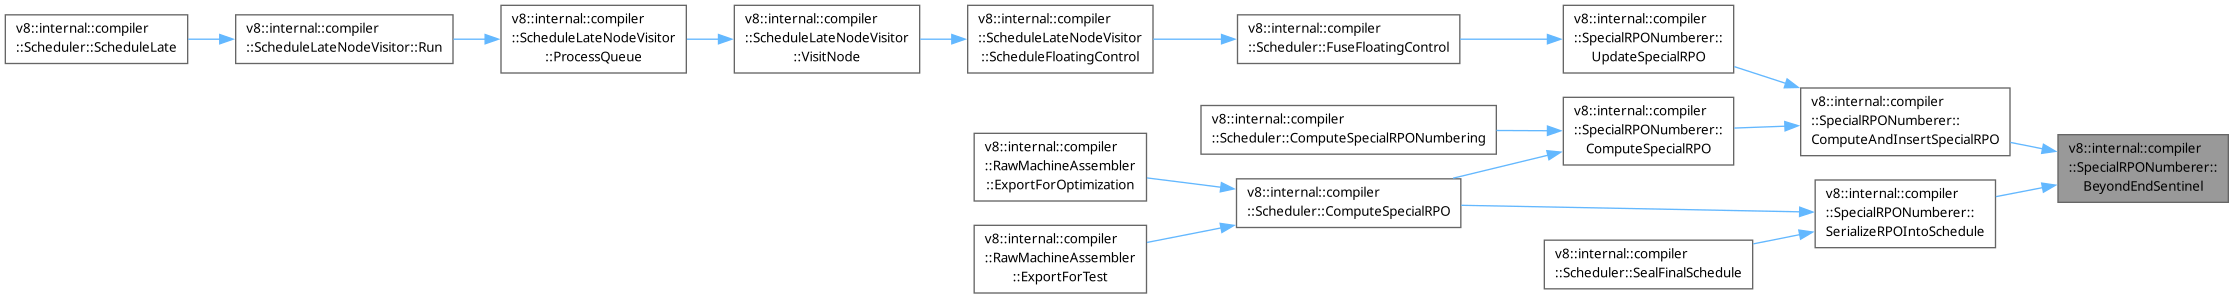 v8::internal::compiler
::Scheduler::ScheduleLate
v8::internal::compiler
::ScheduleLateNodeVisitor::Run
v8::internal::compiler
::ScheduleLateNodeVisitor
::ProcessQueue
v8::internal::compiler
::ScheduleLateNodeVisitor
::VisitNode
v8::internal::compiler
::ScheduleLateNodeVisitor
::ScheduleFloatingControl
v8::internal::compiler
::Scheduler::FuseFloatingControl
v8::internal::compiler
::SpecialRPONumberer::
UpdateSpecialRPO
v8::internal::compiler
::Scheduler::ComputeSpecialRPONumbering
v8::internal::compiler
::SpecialRPONumberer::
ComputeSpecialRPO
v8::internal::compiler
::SpecialRPONumberer::
ComputeAndInsertSpecialRPO
v8::internal::compiler
::SpecialRPONumberer::
BeyondEndSentinel
v8::internal::compiler
::RawMachineAssembler
::ExportForOptimization
v8::internal::compiler
::Scheduler::ComputeSpecialRPO
v8::internal::compiler
::SpecialRPONumberer::
SerializeRPOIntoSchedule
v8::internal::compiler
::RawMachineAssembler
::ExportForTest
v8::internal::compiler
::Scheduler::SealFinalSchedule